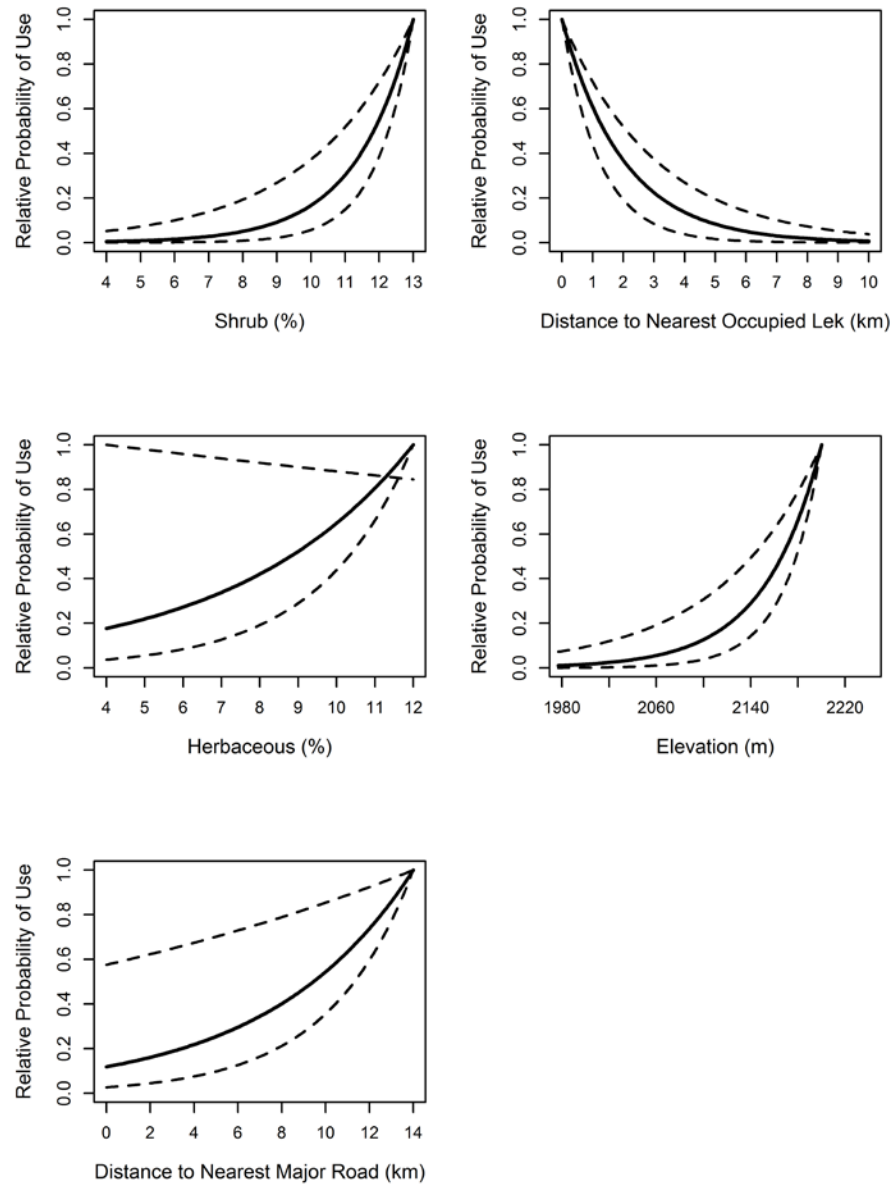 Relative Probability of Use
1.0
0.8
0.6
0.4
0.2
0.0
4 5 6 7 8 9 10 11 12 13
Shrub (%)
Relative Probability of Use
1.0
0.8
0.6
0.4
0.2
0.0
0 1 2 3 4 5 6 7 8 9 10
Distance to Nearest Occupied Lek (km)
Relative Probability of Use
1.0
0.8
0.6
0.4
0.2
0.0
4 5 6 7 8 9 10 11 12
Herbaceous (%)
Relative Probability of Use
1.0
0.8
0.6
0.4
0.2
0.0
1980 2060 2140 2220
Elevation (m)
Relative Probability of Use
1.0
0.8
0.6
0.4
0.2
0.0
0 2 4 6 8 10 12 14
Distance to Nearest Major Road (km)